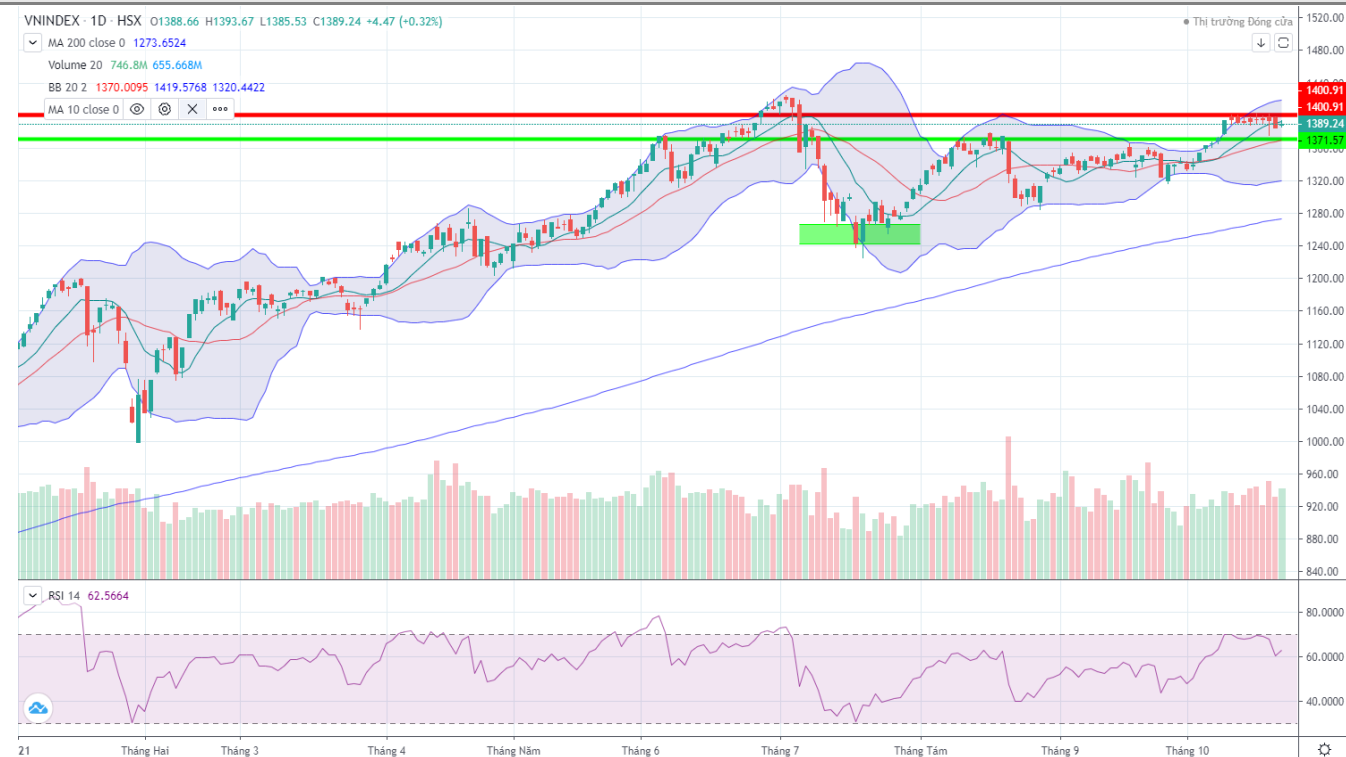 VNINDEX · 1D · HSX O1388.66 H1393.67 L1385.53 C1389.24 +4.47 (+0.32%)
Thị trường Đóng cửa
MA 200 close 0 1273.6524
Volume 20 746.8M 655.668M
BB 20 2 1370.0095 1419.5768 1320.4422
MA 10 close 0
1520.00
1480.00
1400.91
1400.91
1389.24
1371.57
1320.00
1280.00
1240.00
1200.00
1160.00
1120.00
1080.00
1040.00
1000.00
960.00
920.00
880.00
840.00
RSI 14 62.5664
80.0000
60.0000
40.0000
21 Tháng Hai Tháng 3 Tháng 4 Tháng Năm Tháng 6 Tháng 7 Tháng Tám Tháng 9 Tháng 10